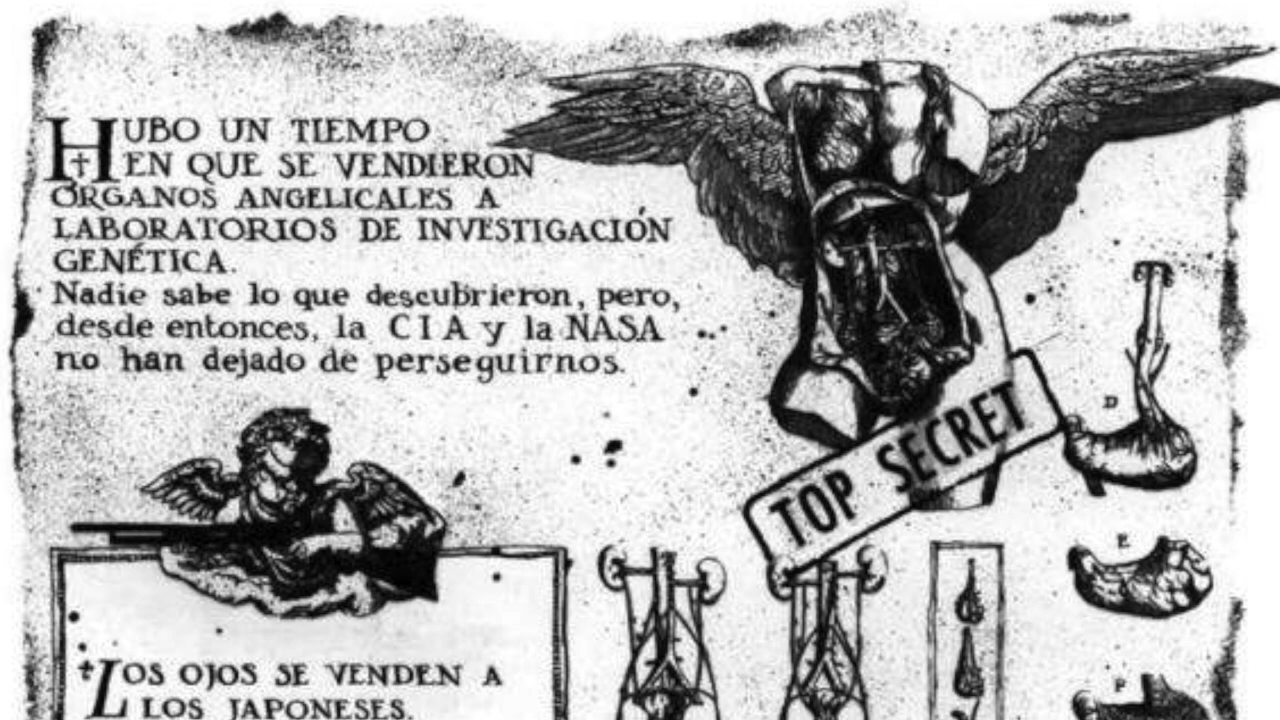 HUBO UN TIEMPO
EN QUE SE VENDIERON
ÓRGANOS ANGELICALES A
LABORATORIOS DE INVESTIGACIÓN
GENÉTICA.
Nadie sabe lo que descubrieron, pero,
desde entonces, la CIA y la NASA
no han dejado de perseguirnos.
TOP SECRET
D
E
F
LOS OJOS SE VENDEN A
LOS JAPONESES.